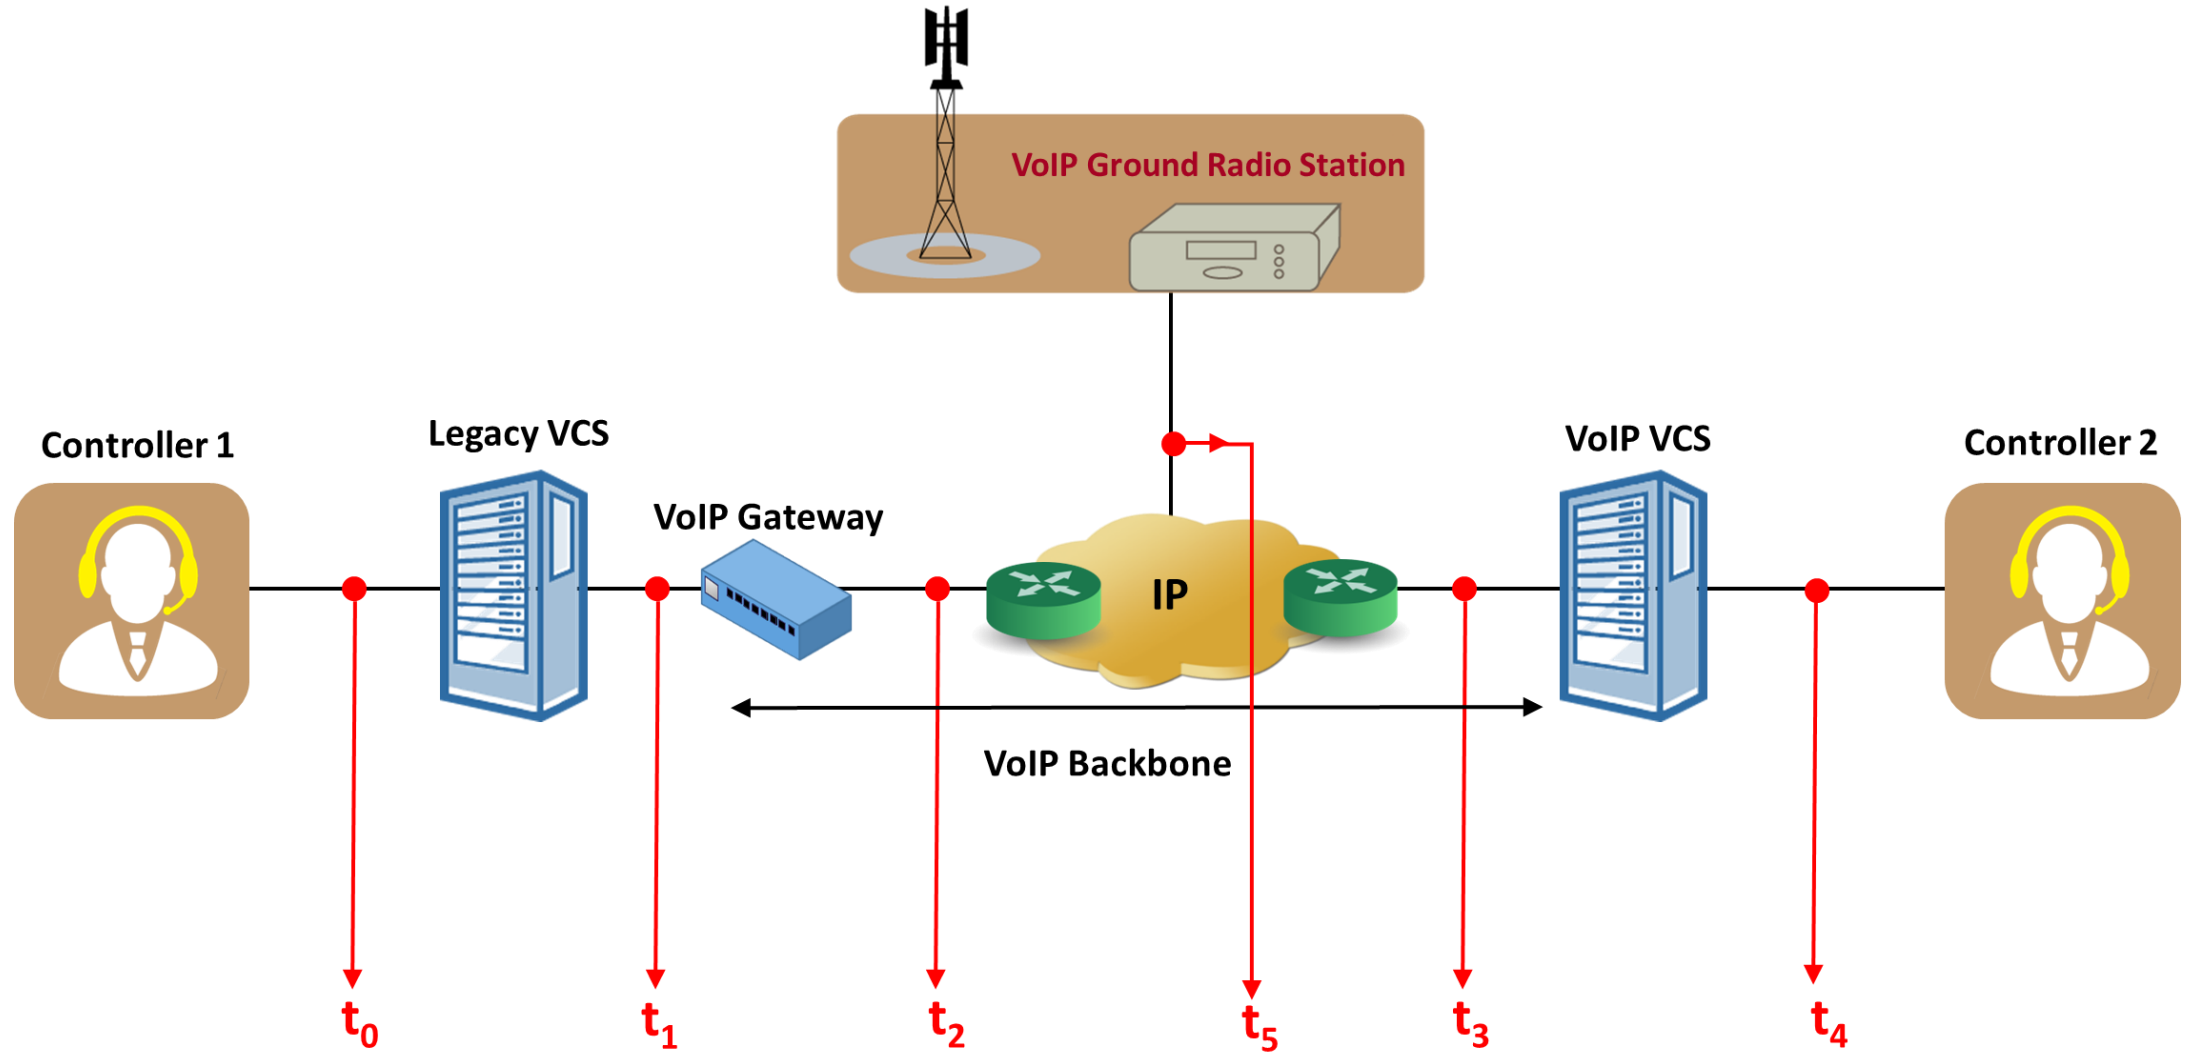 VoIP Ground Radio Station
Controller 1
Legacy VCS
VoIP Gateway
IP
VoIP VCS
Controller 2
VoIP Backbone
t0
t1
t2
t5
t3
t4